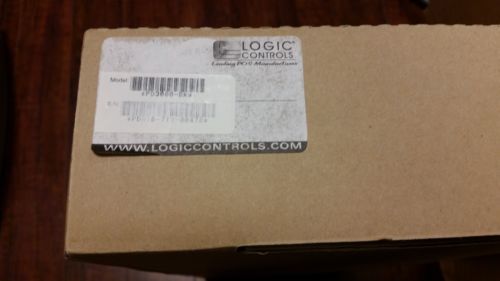 LOGIC
CONTROLS
Leading POS Manufacturer
Model:
S/N:
WWW.LOGICCONTROLS.COM